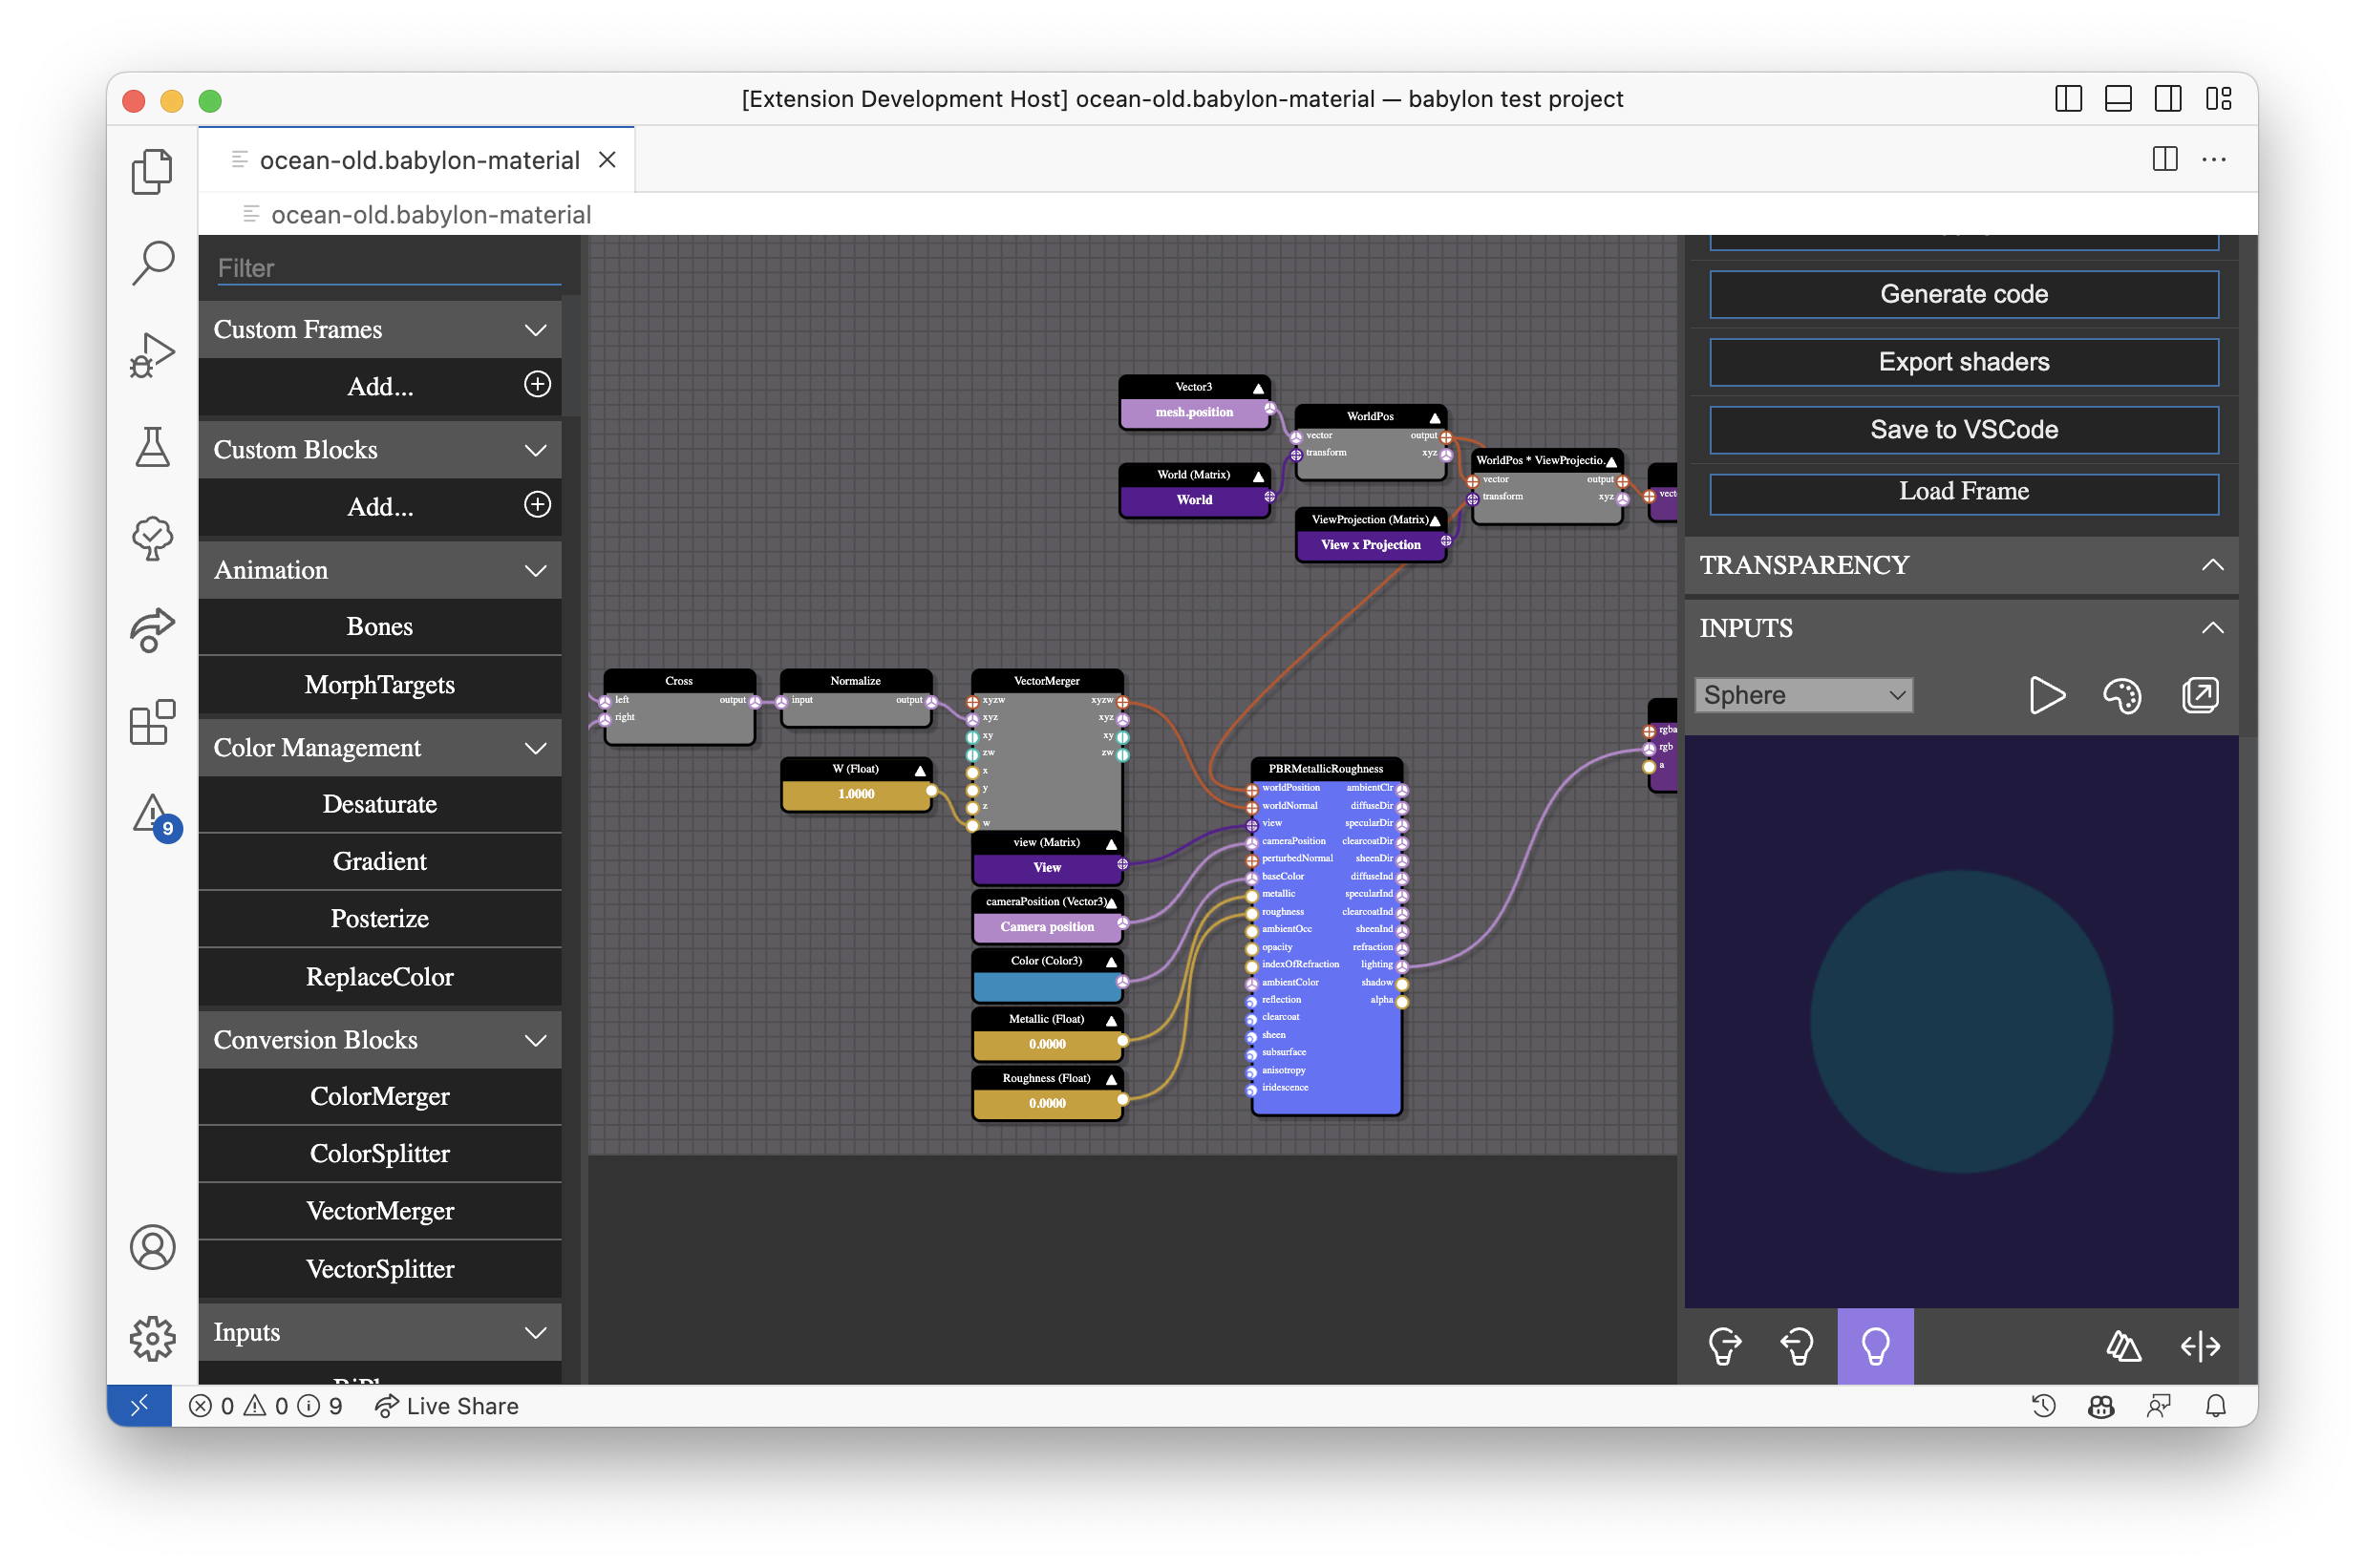 [Extension Development Host] ocean-old.babylon-material — babylon test project
ocean-old.babylon-material
ocean-old.babylon-material
Filter
Custom Frames
Add...
Custom Blocks
Add...
Animation
Bones
MorphTargets
Color Management
Desaturate
Gradient
Posterize
ReplaceColor
Conversion Blocks
ColorMerger
ColorSplitter
VectorMerger
VectorSplitter
Inputs
9
Vector3
mesh.position
World (Matrix)
World
WorldPos
vector output
transform xyz
ViewProjection (Matrix)
View x Projection
WorldPos * ViewProjectio.
vector output
transform xyz
Cross
left output
right
Normalize
input output
W (Float)
1.0000
VectorMerger
xyzw xyzw
xyz xyz
xy xy
zw zw
x
y
z
w
view (Matrix)
View
cameraPosition (Vector3)
Camera position
Color (Color3)
Metallic (Float)
0.0000
Roughness (Float)
0.0000
PBRMetallicRoughness
worldPosition ambientClr
worldNormal diffuseDir
view specularDir
cameraPosition clearcoatDir
perturbedNormal sheenDir
baseColor diffuseInd
metallic specularInd
roughness clearcoatInd
ambientOcc sheenInd
opacity refraction
indexOfRefraction lighting
ambientColor shadow
reflection alpha
clearcoat
sheen
subsurface
anisotropy
iridescence
rgba
rgb
a
Generate code
Export shaders
Save to VSCode
Load Frame
TRANSPARENCY
INPUTS
Sphere
0 0 9 Live Share